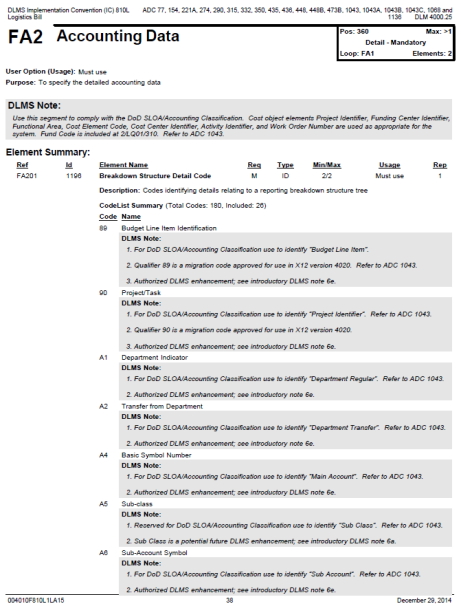 DLMS Implementation Convention (IC) 810L ADC 77, 154, 221A, 274, 290, 315, 332, 350, 435, 436, 448, 448B, 473B, 1043, 1043A, 1043B, 1043C, 1068 and
Logistics Bill 1136 DLM 4000.25
FA2 Accounting Data
Pos: 360 Max: >1
Detail - Mandatory
Loop: FA1 Elements: 2
User Option (Usage): Must use
Purpose: To specify the detailed accounting data
DLMS Note:
Use this segment to comply with the DoD SLOA/Accounting Classification. Cost object elements Project Identifier, Funding Center Identifier,
Functional Area, Cost Element Code, Cost Center Identifier, Activity Identifier, and Work Order Number are used as appropriate for the
system. Fund Code is included at 2/LQ01/310. Refer to ADC 1043.
Element Summary:
Ref Id Element Name Req Type Min/Max Usage Rep
FA201 1196 Breakdown Structure Detail Code M ID 2/2 Must use 1
Description: Codes identifying details relating to a reporting breakdown structure tree
CodeList Summary (Total Codes: 180, Included: 26)
Code Name
89 Budget Line Item Identification
DLMS Note:
1. For DoD SLOA/Accounting Classification use to identify "Budget Line Item".
2. Qualifier 89 is a migration code approved for use in X12 version 4020. Refer to ADC 1043.
3. Authorized DLMS enhancement; see introductory DLMS note 6e.
90 Project/Task
DLMS Note:
1. For DoD SLOA/Accounting Classification use to identify "Project Identifier". Refer to ADC 1043.
2. Qualifier 90 is a migration code approved for use in X12 version 4020.
3. Authorized DLMS enhancement; see introductory DLMS note 6e.
A1 Department Indicator
DLMS Note:
1. For DoD SLOA/Accounting Classification use to identify "Department Regular". Refer to ADC 1043.
2. Authorized DLMS enhancement; see introductory note 6e.
A2 Transfer from Department
DLMS Note:
1. For DoD SLOA/Accounting Classification use to identify "Department Transfer". Refer to ADC 1043.
2. Authorized DLMS enhancement; see introductory note 6e.
A4 Basic Symbol Number
DLMS Note:
1. For DoD SLOA/Accounting Classification use to identify "Main Account". Refer to ADC 1043.
2. Authorized DLMS enhancement; see introductory DLMS note 6e.
A5 Sub-class
DLMS Note:
1. Reserved for DoD SLOA/Accounting Classification use to identify "Sub Class". Refer to ADC 1043.
2. Sub Class is a potential future DLMS enhancement; see introductory DLMS note 6a.
A6 Sub-Account Symbol
DLMS Note:
1. For DoD SLOA/Accounting Classification use to identify "Sub Account". Refer to ADC 1043.
2. Authorized DLMS enhancement; see introductory DLMS note 6e.
004010F810L1LA15 38 December 29, 2014